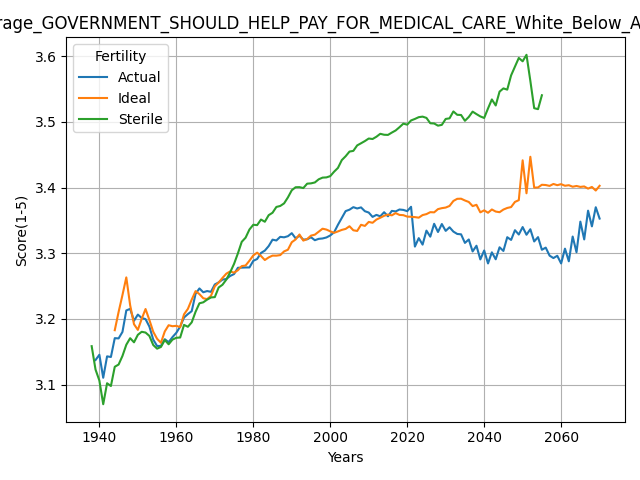 rage_GOVERNMENT_SHOULD_HELP_PAY_FOR_MEDICAL_CARE_White_Below_A
Fertility
Actual
Ideal
Sterile
Score(1-5)
3.6
3.5
3.4
3.3
3.2
3.1
1940 1960 1980 2000 2020 2040 2060
Years